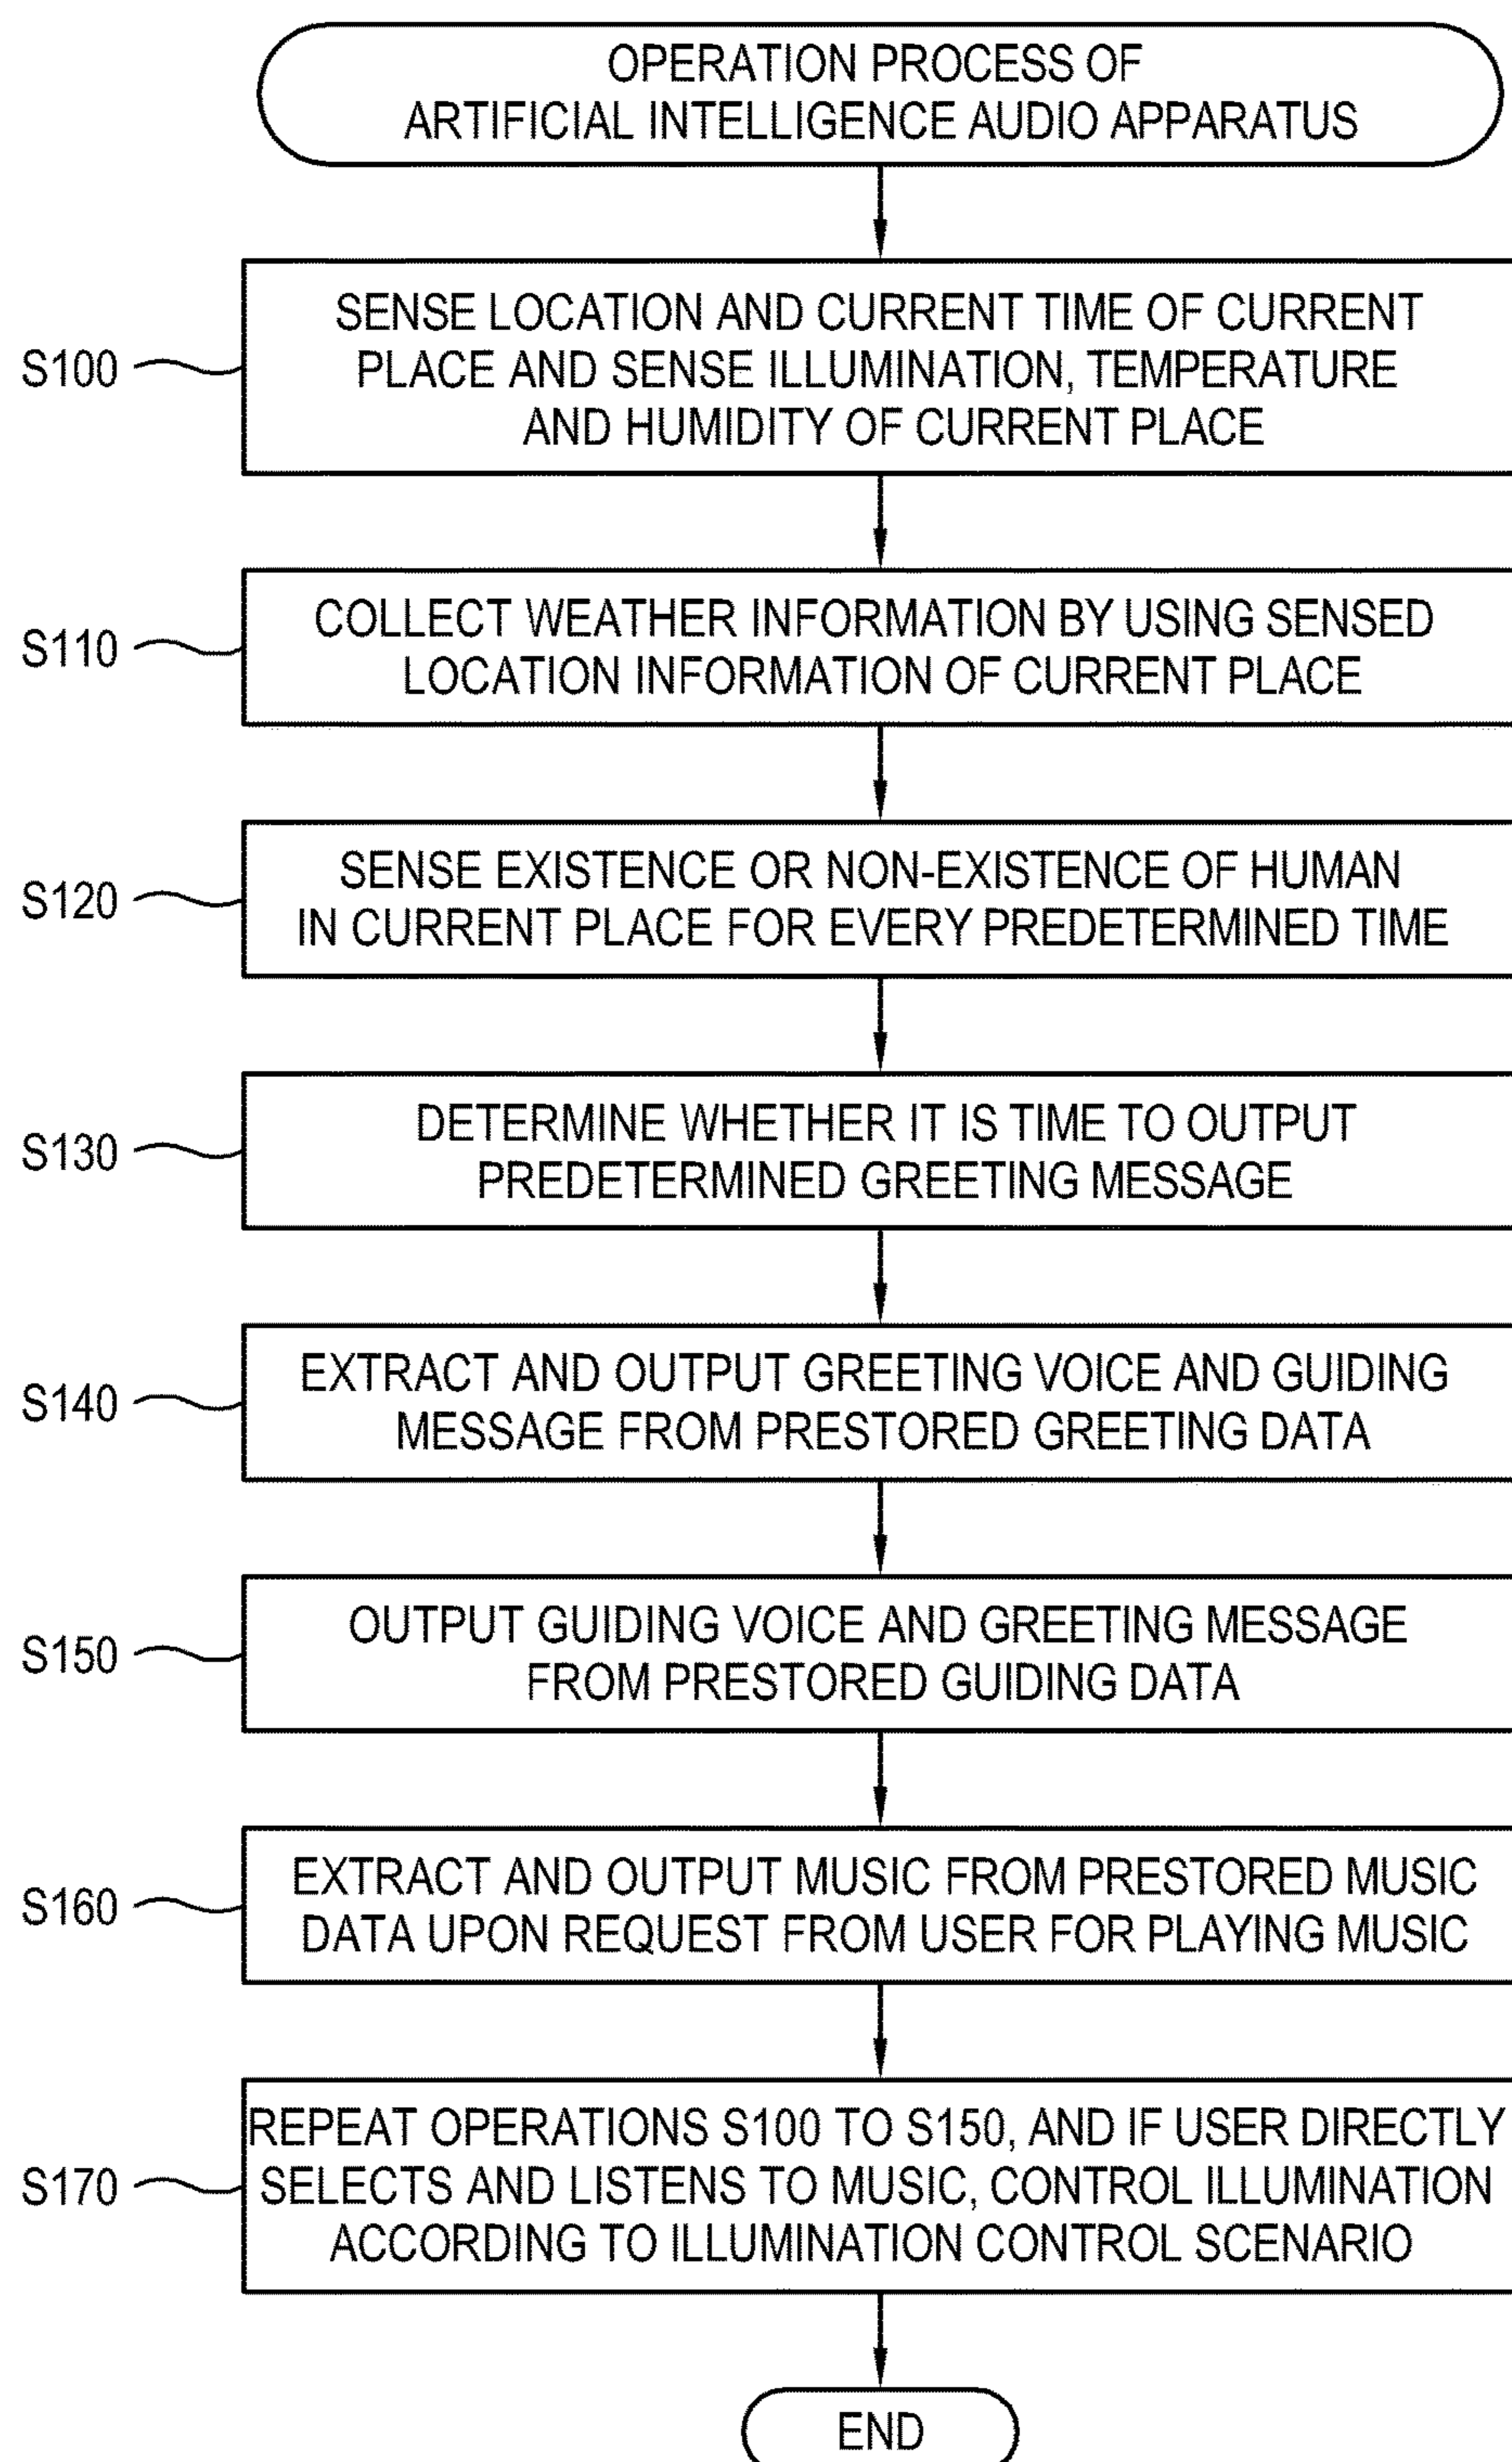 OPERATION PROCESS OF
ARTIFICIAL INTELLIGENCE AUDIO APPARATUS
S100
SENSE LOCATION AND CURRENT TIME OF CURRENT
PLACE AND SENSE ILLUMINATION, TEMPERATURE
AND HUMIDITY OF CURRENT PLACE
S110
COLLECT WEATHER INFORMATION BY USING SENSED
LOCATION INFORMATION OF CURRENT PLACE
S120
SENSE EXISTENCE OR NON-EXISTENCE OF HUMAN
IN CURRENT PLACE FOR EVERY PREDETERMINED TIME
S130
DETERMINE WHETHER IT IS TIME TO OUTPUT
PREDETERMINED GREETING MESSAGE
S140
EXTRACT AND OUTPUT GREETING VOICE AND GUIDING
MESSAGE FROM PRESTORED GREETING DATA
S150
OUTPUT GUIDING VOICE AND GREETING MESSAGE
FROM PRESTORED GUIDING DATA
S160
EXTRACT AND OUTPUT MUSIC FROM PRESTORED MUSIC
DATA UPON REQUEST FROM USER FOR PLAYING MUSIC
S170
REPEAT OPERATIONS S100 TO S150, AND IF USER DIRECTLY
SELECTS AND LISTENS TO MUSIC, CONTROL ILLUMINATION
ACCORDING TO ILLUMINATION CONTROL SCENARIO
END